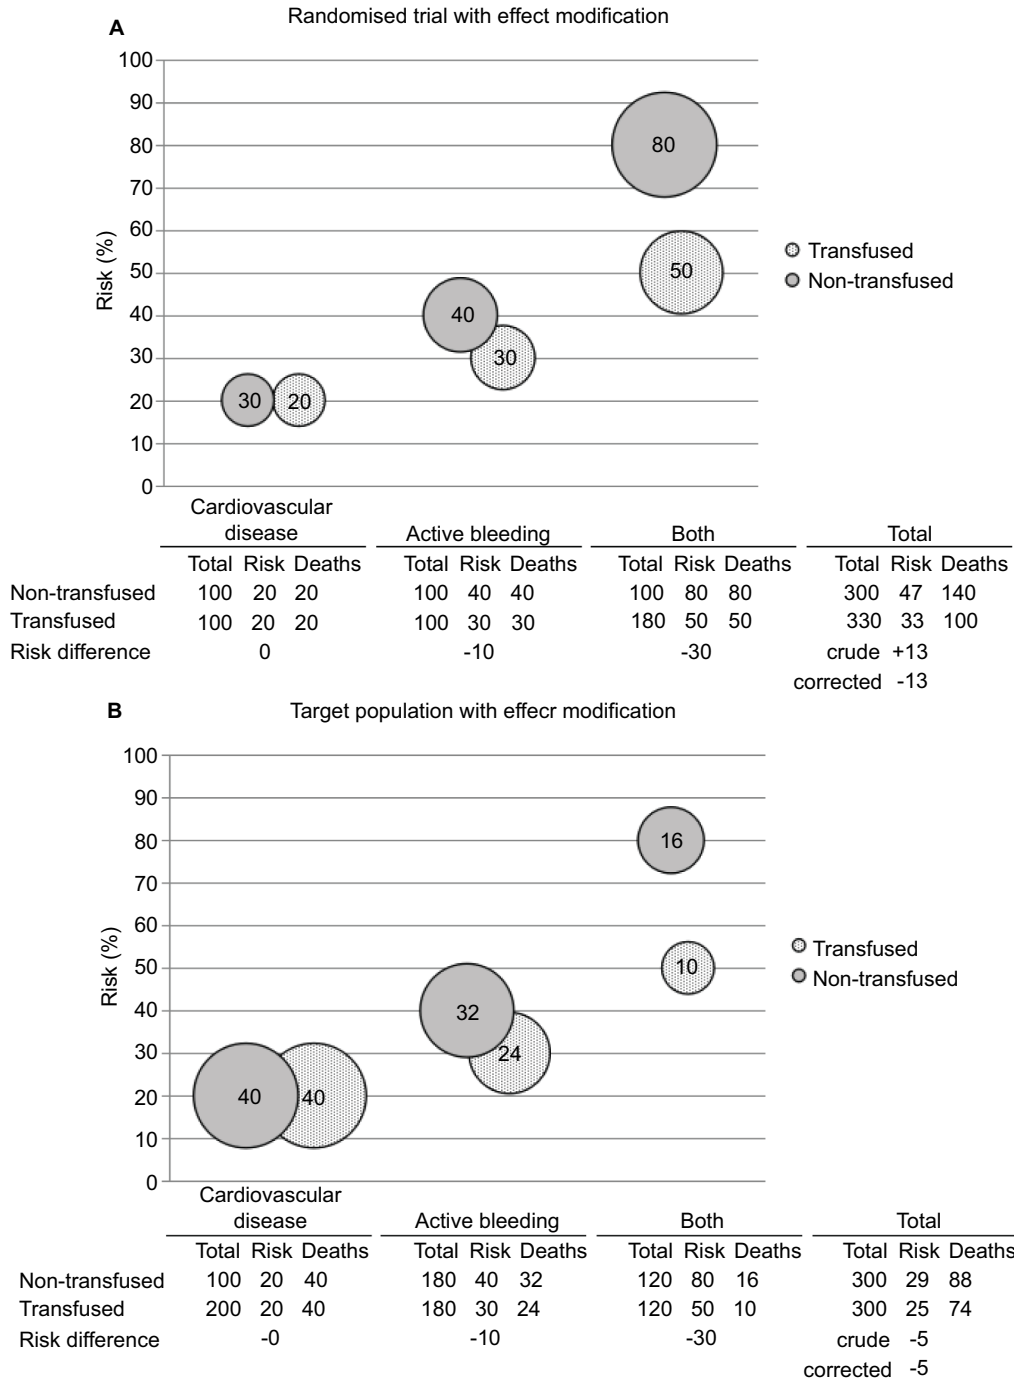 A
Randomised trial with effect modification
100
90
80
70
60
50
40
30
20
10
0
Risk (%)
80
50
40
30
30
20
Transfused
Non-transfused
Cardiovascular
disease Active bleeding Both Total
Total Risk Deaths Total Risk Deaths Total Risk Deaths Total Risk Deaths
Non-transfused 100 20 20 100 40 40 100 80 80 300 47 140
Transfused 100 20 20 100 30 30 180 50 50 330 33 100
Risk difference 0 -10 -30 crude +13
corrected -13
B
Target population with effecr modification
100
90
80
70
60
50
40
30
20
10
0
Risk (%)
16
10
32
24
40
40
Transfused
Non-transfused
Cardiovascular
disease Active bleeding Both Total
Total Risk Deaths Total Risk Deaths Total Risk Deaths Total Risk Deaths
Non-transfused 100 20 40 180 40 32 120 80 16 300 29 88
Transfused 200 20 40 180 30 24 120 50 10 300 25 74
Risk difference -0 -10 -30 crude -5
corrected -5